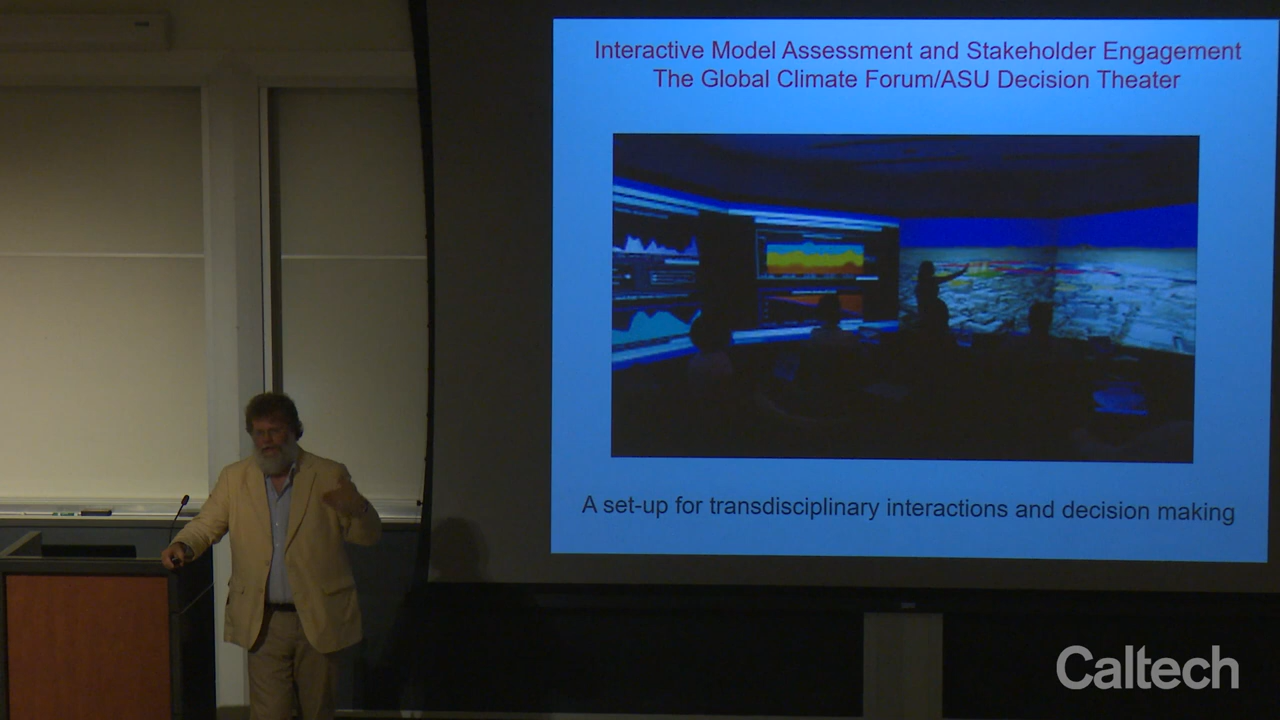 Interactive Model Assessment and Stakeholder Engagement
The Global Climate Forum/ASU Decision Theater
A set-up for transdisciplinary interactions and decision making
Caltech